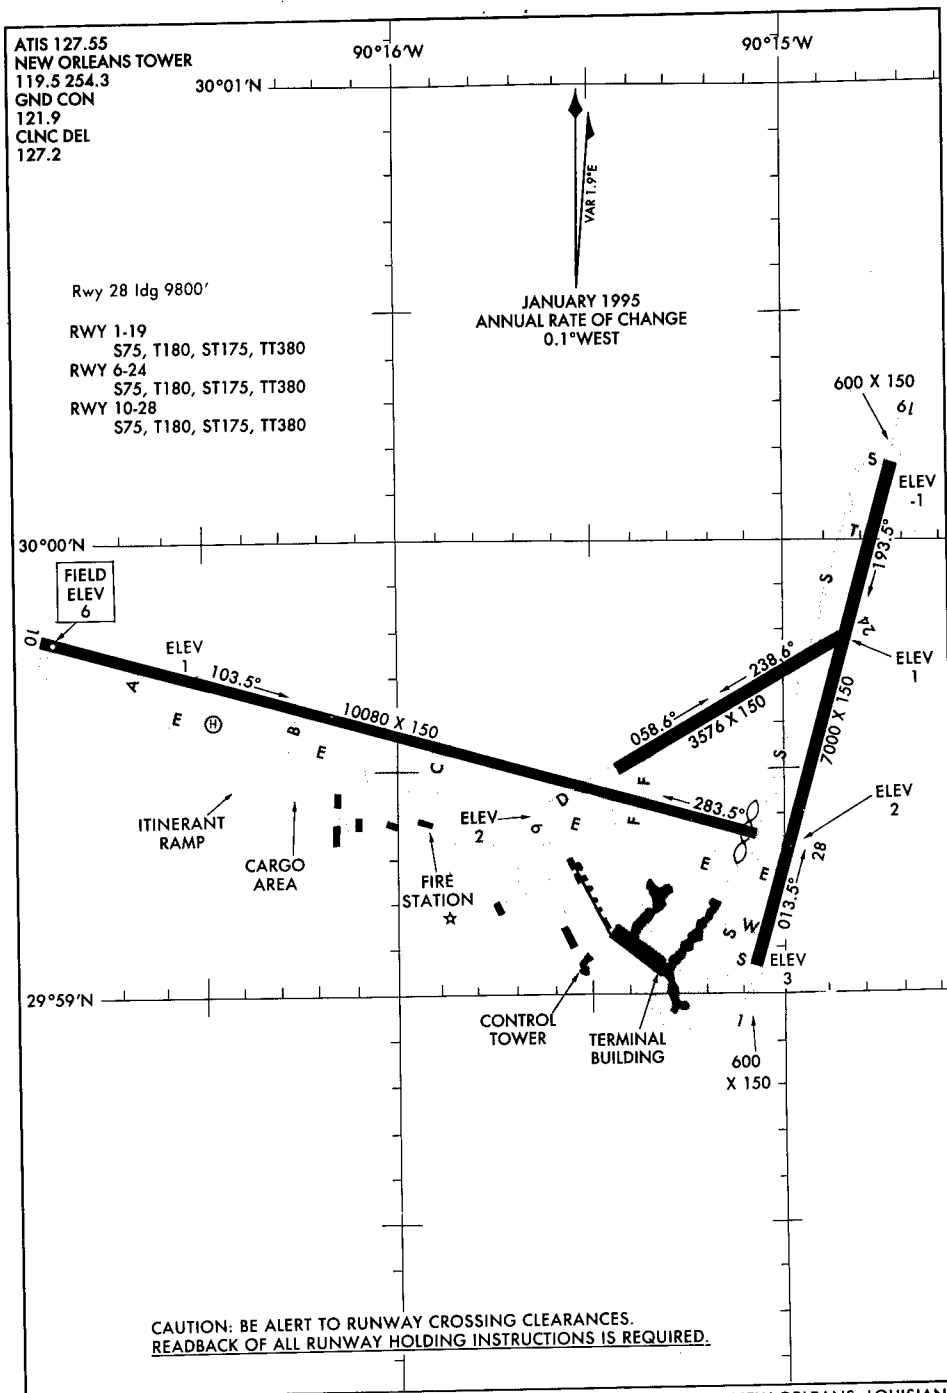 90°16'W
90°15'W
ATIS 127.55
NEW ORLEANS TOWER
119.5 254.3
GND CON
121.9
CLNC DEL
127.2
30°01'N
VAR 1.9°E
JANUARY 1995
ANNUAL RATE OF CHANGE
0.1°WEST
Rwy 28 ldg 9800'
RWY 1-19
S75, T180, ST175, TT380
RWY 6-24
S75, T180, ST175, TT380
RWY 10-28
S75, T180, ST175, TT380
600 X 150
19
S
ELEV
-1
T
193.5°
30°00'N
S
FIELD
ELEV
6
10
24
ELEV
1
ELEV
1
103.5°
238.6°
058.6°
3576 X 150
7000 X 150
10080 X 150
A
E
H
B
E
C
S
F
F
283.5°
D
E
6
ELEV
2
ELEV
2
28
ITINERANT
RAMP
CARGO
AREA
FIRE
STATION
E
E
013.5°
S
W
S
ELEV
3
29°59'N
CONTROL
TOWER
TERMINAL
BUILDING
1
600
X 150
CAUTION: BE ALERT TO RUNWAY CROSSING CLEARANCES.
READBACK OF ALL RUNWAY HOLDING INSTRUCTIONS IS REQUIRED.